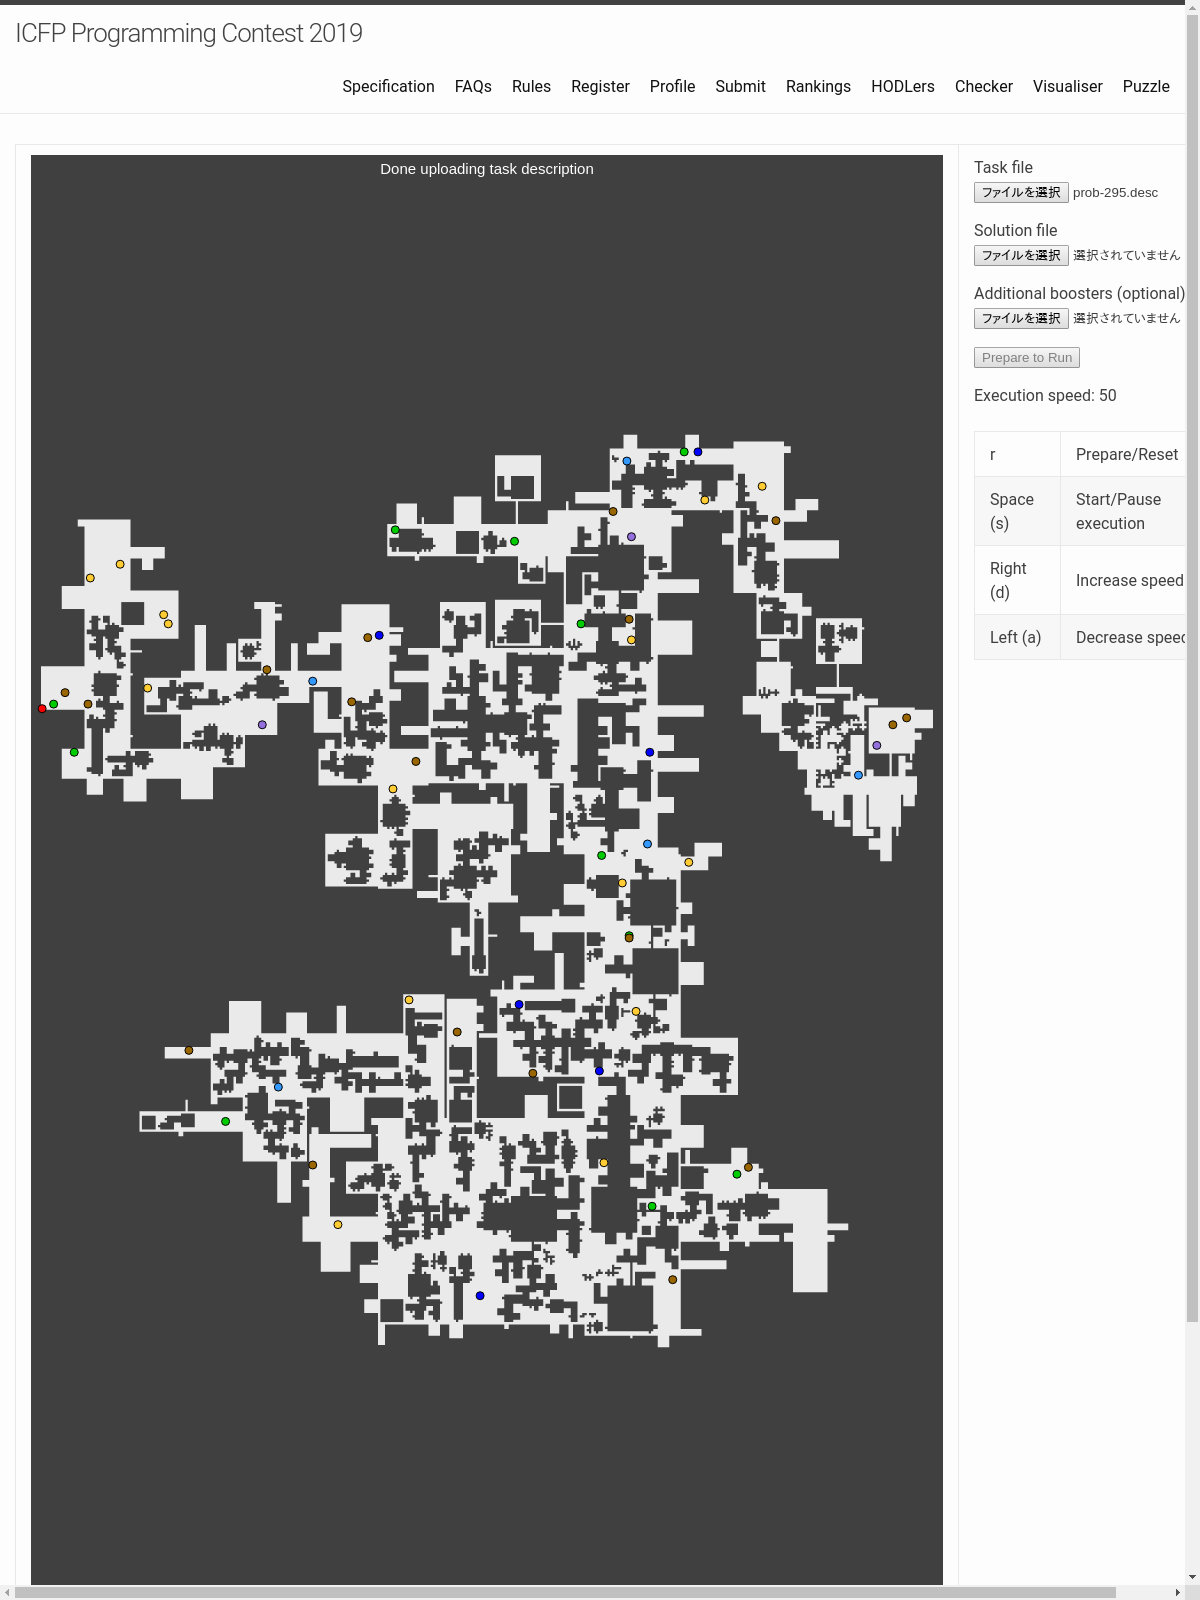 ICFP Programming Contest 2019
Specification FAQs Rules Register Profile Submit Rankings HODLers Checker Visualiser Puzzle
Done uploading task description
Task file
ファイルを選択 prob-295.desc
Solution file
ファイルを選択 選択されていません
Additional boosters (optional)
ファイルを選択 選択されていません
Prepare to Run
Execution speed: 50
r Prepare/Reset
Space (s) Start/Pause execution
Right (d) Increase speed
Left (a) Decrease speed